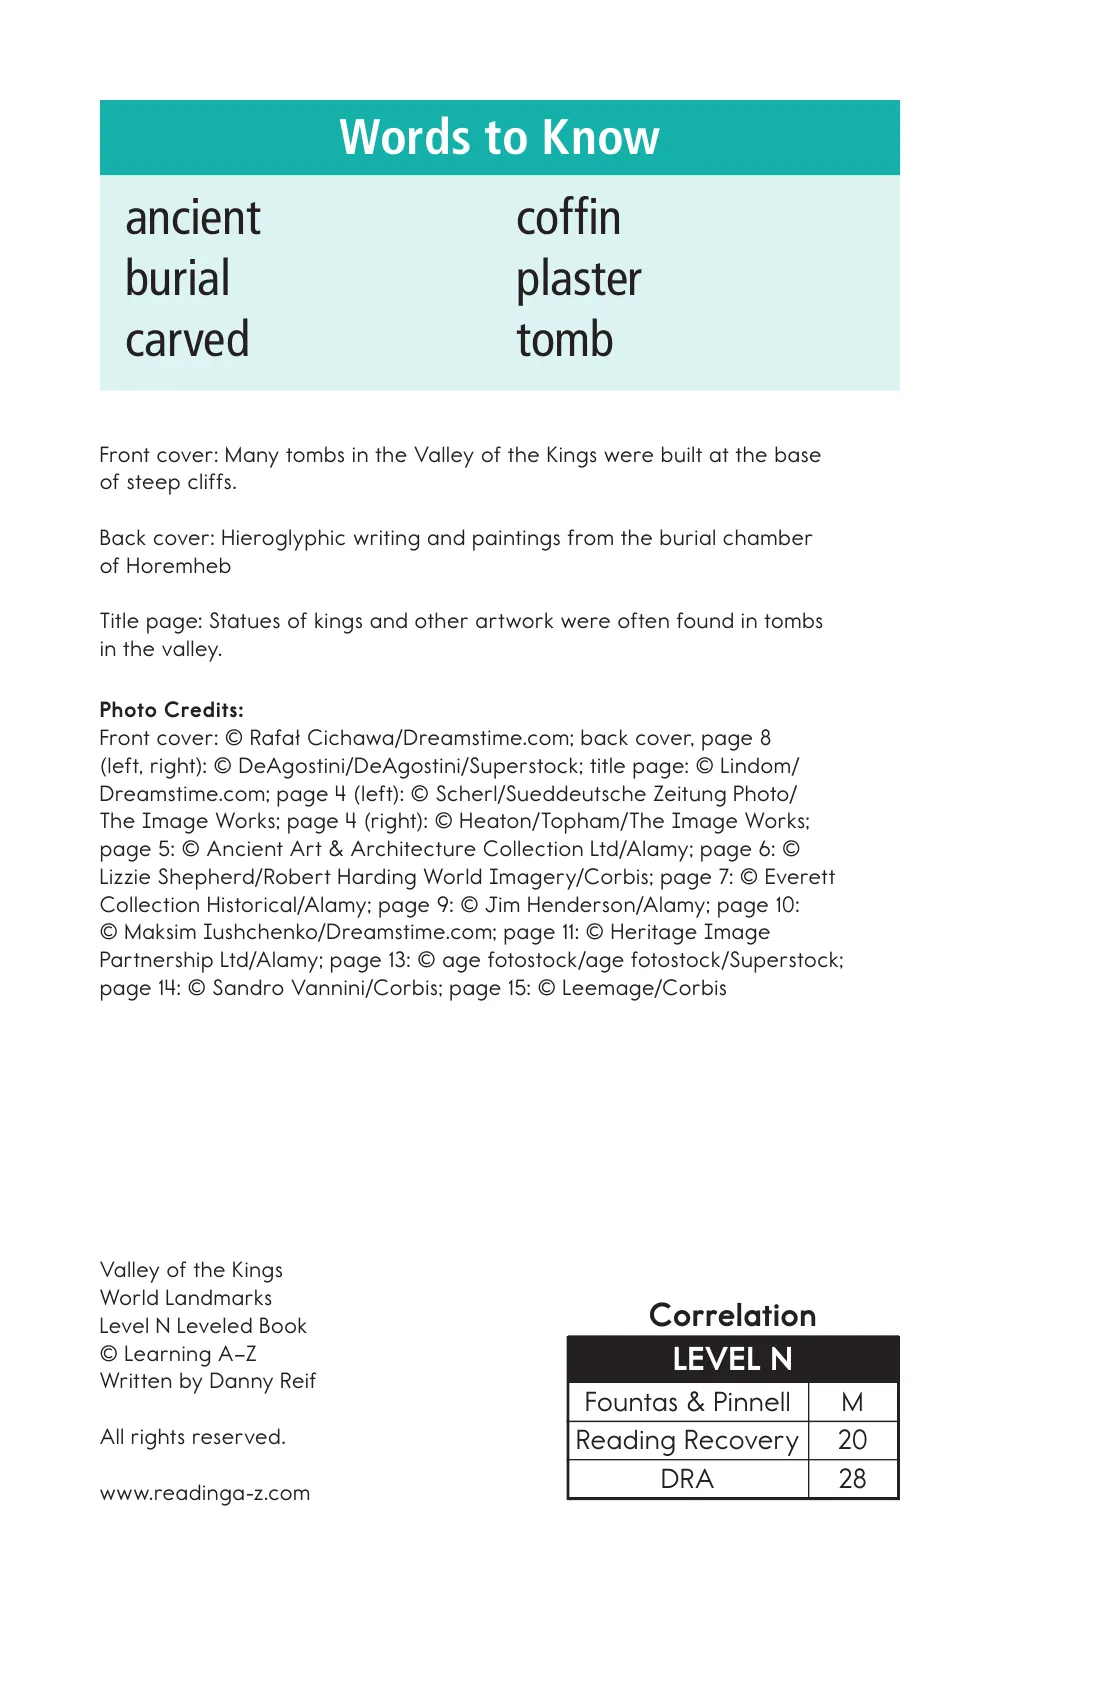 Words to Know
ancient
burial
carved
coffin
plaster
tomb
Front cover: Many tombs in the Valley of the Kings were built at the base
of steep cliffs.
Back cover: Hieroglyphic writing and paintings from the burial chamber
of Horemheb
Title page: Statues of kings and other artwork were often found in tombs
in the valley.
Photo Credits:
Front cover: © Rafał Cichawa/Dreamstime.com; back cover, page 8
(left, right): © DeAgostini/DeAgostini/Superstock; title page: © Lindom/
Dreamstime.com; page 4 (left): © Scherl/Sueddeutsche Zeitung Photo/
The Image Works; page 4 (right): © Heaton/Topham/The Image Works;
page 5: © Ancient Art & Architecture Collection Ltd/Alamy; page 6: ©
Lizzie Shepherd/Robert Harding World Imagery/Corbis; page 7: © Everett
Collection Historical/Alamy; page 9: © Jim Henderson/Alamy; page 10:
© Maksim Iushchenko/Dreamstime.com; page 11: © Heritage Image
Partnership Ltd/Alamy; page 13: © age fotostock/age fotostock/Superstock;
page 14: © Sandro Vannini/Corbis; page 15: © Leemage/Corbis
Valley of the Kings
World Landmarks
Level N Leveled Book
© Learning A–Z
Written by Danny Reif
All rights reserved.
www.readinga-z.com
Correlation
LEVEL N
Fountas & Pinnell M
Reading Recovery 20
DRA 28